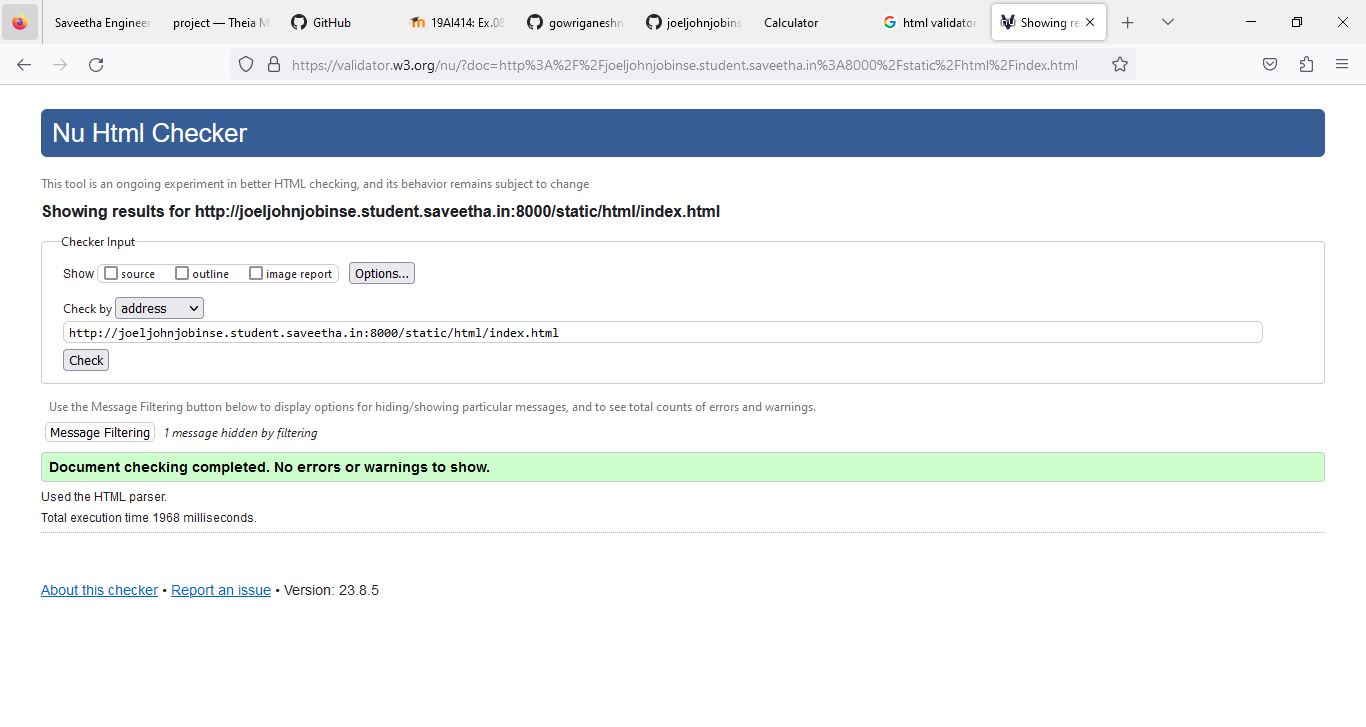 Saveetha Engineer project — Theia M GitHub 19AI414: Ex.08 gowriganeshn joeljohnjobins Calculator html validator Showing re
https://validator.w3.org/nu/?doc=http%3A%2F%2Fjoeljohnjobinse.student.saveetha.in%3A8000%2Fstatic%2Fhtml%2Findex.html
Nu Html Checker
This tool is an ongoing experiment in better HTML checking, and its behavior remains subject to change
Showing results for http://joeljohnjobinse.student.saveetha.in:8000/static/html/index.html
Checker Input
Show source outline image report Options...
Check by address
http://joeljohnjobinse.student.saveetha.in:8000/static/html/index.html
Check
Use the Message Filtering button below to display options for hiding/showing particular messages, and to see total counts of errors and warnings.
Message Filtering 1 message hidden by filtering
Document checking completed. No errors or warnings to show.
Used the HTML parser.
Total execution time 1968 milliseconds.
About this checker • Report an issue • Version: 23.8.5